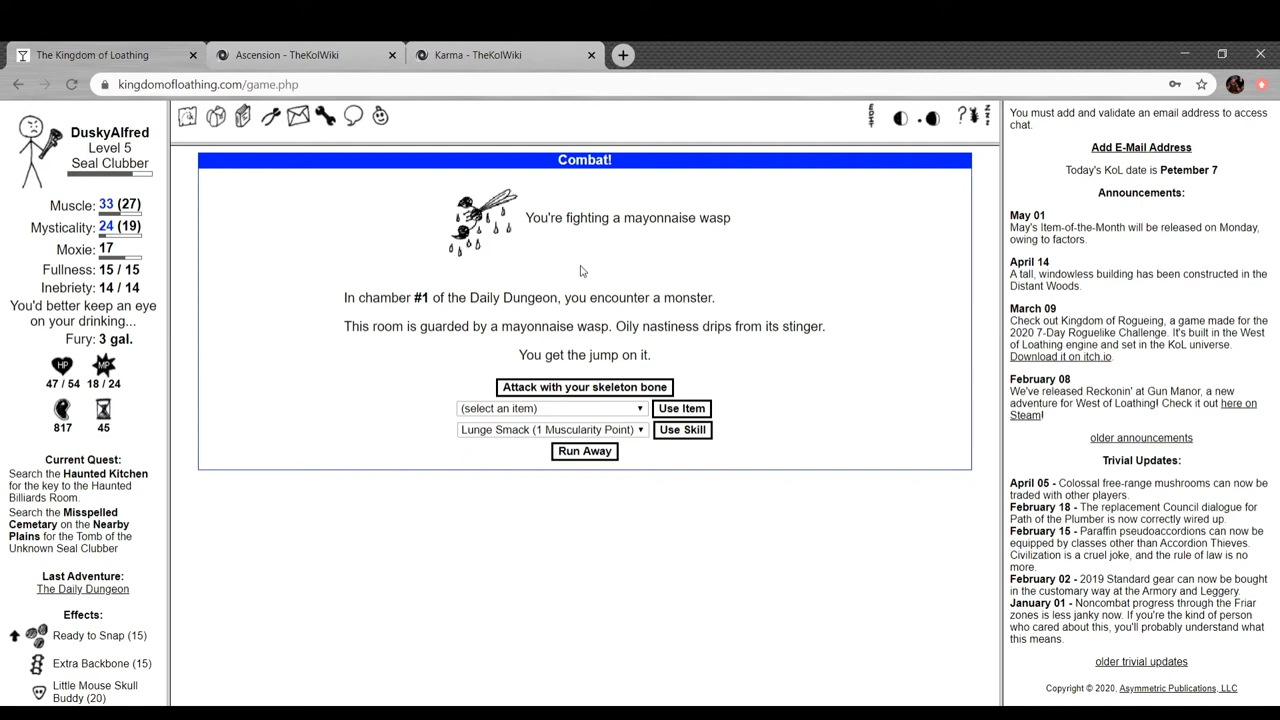 The Kingdom of Loathing
Ascension - TheKolWiki
Karma - TheKolWiki
kingdomofloathing.com/game.php
DuskyAlfred
Level 5
Seal Clubber
Muscle: 33 (27)
Mysticality: 24 (19)
Moxie: 17
Fullness: 15 / 15
Inebriety: 14 / 14
You'd better keep an eye
on your drinking...
Fury: 3 gal.
HP
MP
47 / 54
18 / 24
817
45
Current Quest:
Search the Haunted Kitchen
for the key to the Haunted
Billiards Room.
Search the Misspelled
Cemetary on the Nearby
Plains for the Tomb of the
Unknown Seal Clubber
Last Adventure:
The Daily Dungeon
Effects:
Ready to Snap (15)
Extra Backbone (15)
Little Mouse Skull
Buddy (20)
Combat!
You're fighting a mayonnaise wasp
In chamber #1 of the Daily Dungeon, you encounter a monster.
This room is guarded by a mayonnaise wasp. Oily nastiness drips from its stinger.
You get the jump on it.
Attack with your skeleton bone
(select an item)
Use Item
Lunge Smack (1 Muscularity Point)
Use Skill
Run Away
You must add and validate an email address to access
chat.
Add E-Mail Address
Today's KoL date is Petember 7
Announcements:
May 01
May's Item-of-the-Month will be released on Monday,
owing to factors.
April 14
A tall, windowless building has been constructed in the
Distant Woods.
March 09
Check out Kingdom of Rogueing, a game made for the
2020 7-Day Roguelike Challenge. It's built in the West
of Loathing engine and set in the KoL universe.
Download it on itch.io.
February 08
We've released Reckonin' at Gun Manor, a new
adventure for West of Loathing! Check it out here on
Steam!
older announcements
Trivial Updates:
April 05 - Colossal free-range mushrooms can now be
traded with other players.
February 18 - The replacement Council dialogue for
Path of the Plumber is now correctly wired up.
February 15 - Paraffin pseudoaccordions can now be
equipped by classes other than Accordion Thieves.
Civilization is a cruel joke, and the rule of law is no
more.
February 02 - 2019 Standard gear can now be bought
in the customary way at the Armory and Leggery.
January 01 - Noncombat progress through the Friar
zones is less janky now. If you're the kind of person
who cared about this, you'll probably understand what
this means.
older trivial updates
Copyright © 2020, Asymmetric Publications, LLC